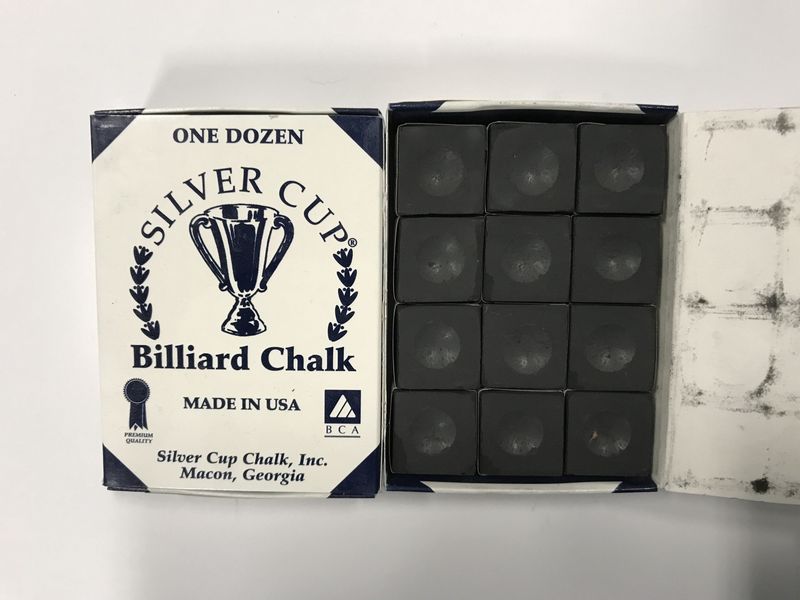 ONE DOZEN
SILVER CUP®
Billiard Chalk
MADE IN USA
PREMIUM
QUALITY
BCA
Silver Cup Chalk, Inc.
Macon, Georgia